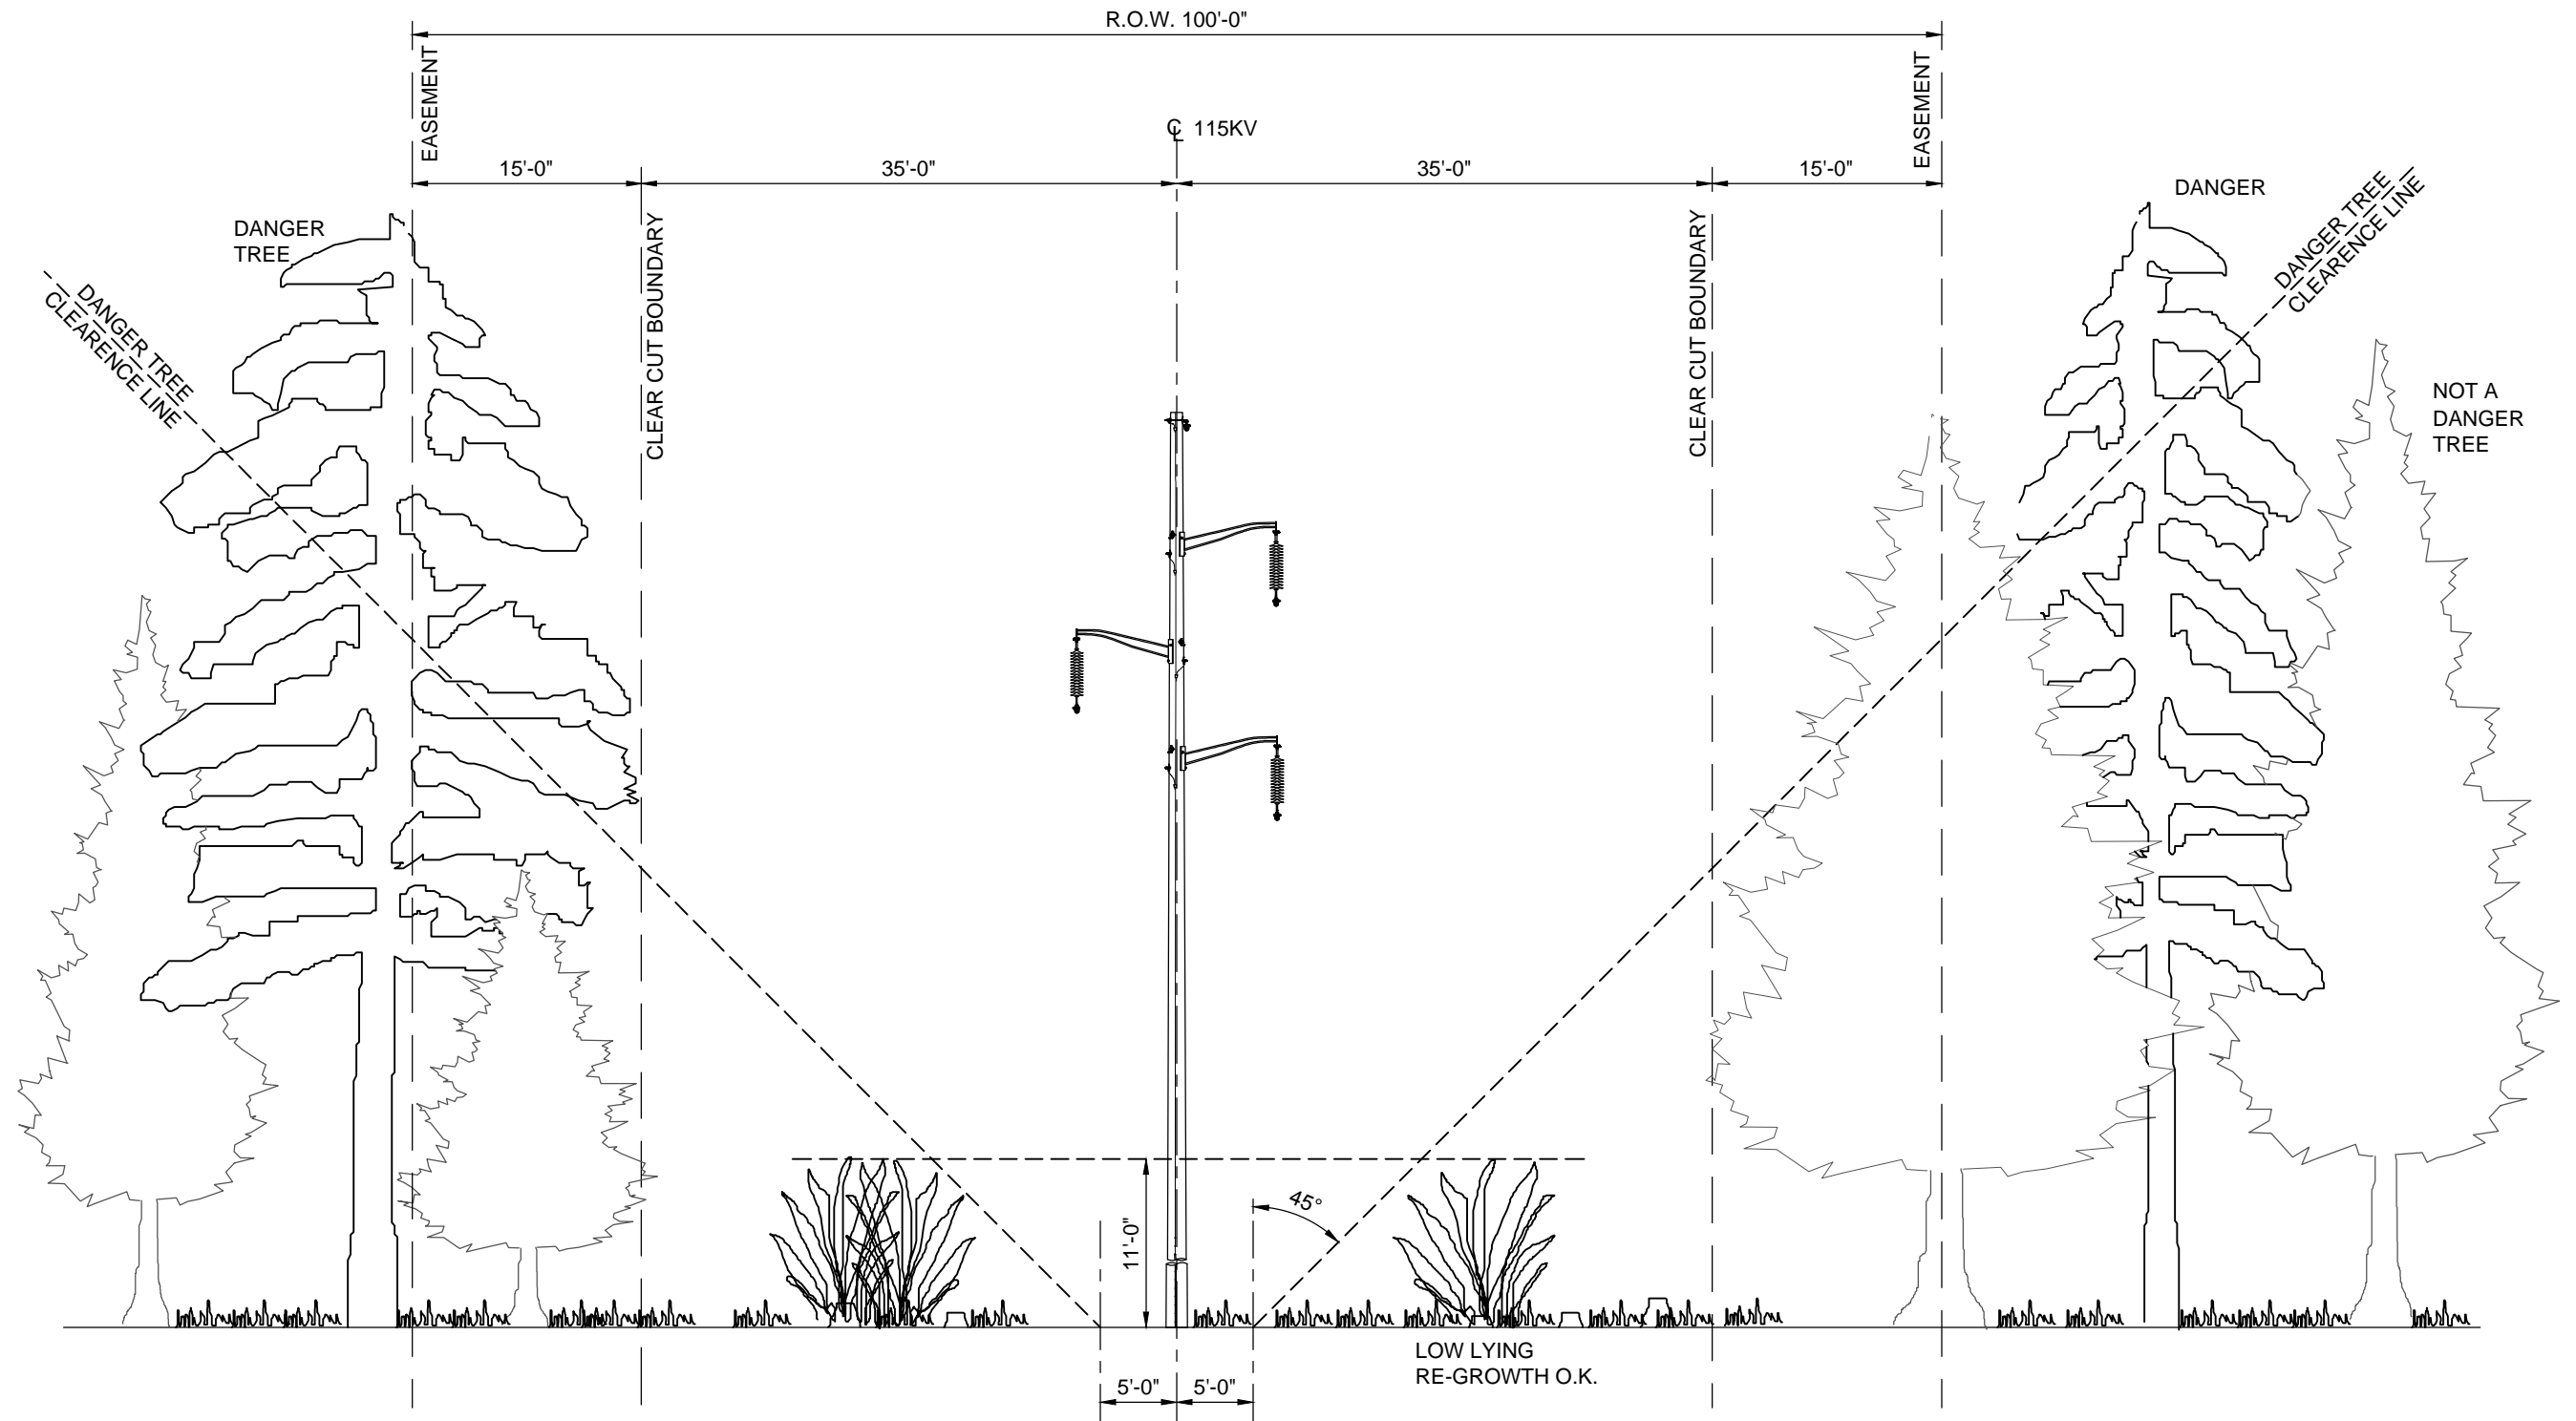 R.O.W. 100'-0"
EASEMENT
EASEMENT
℄ 115KV
15'-0"
35'-0"
35'-0"
15'-0"
DANGER
TREE
DANGER TREE
CLEARENCE LINE
CLEAR CUT BOUNDARY
CLEAR CUT BOUNDARY
DANGER
DANGER TREE
CLEARENCE LINE
NOT A
DANGER
TREE
11'-0"
45°
LOW LYING
RE-GROWTH O.K.
5'-0"
5'-0"